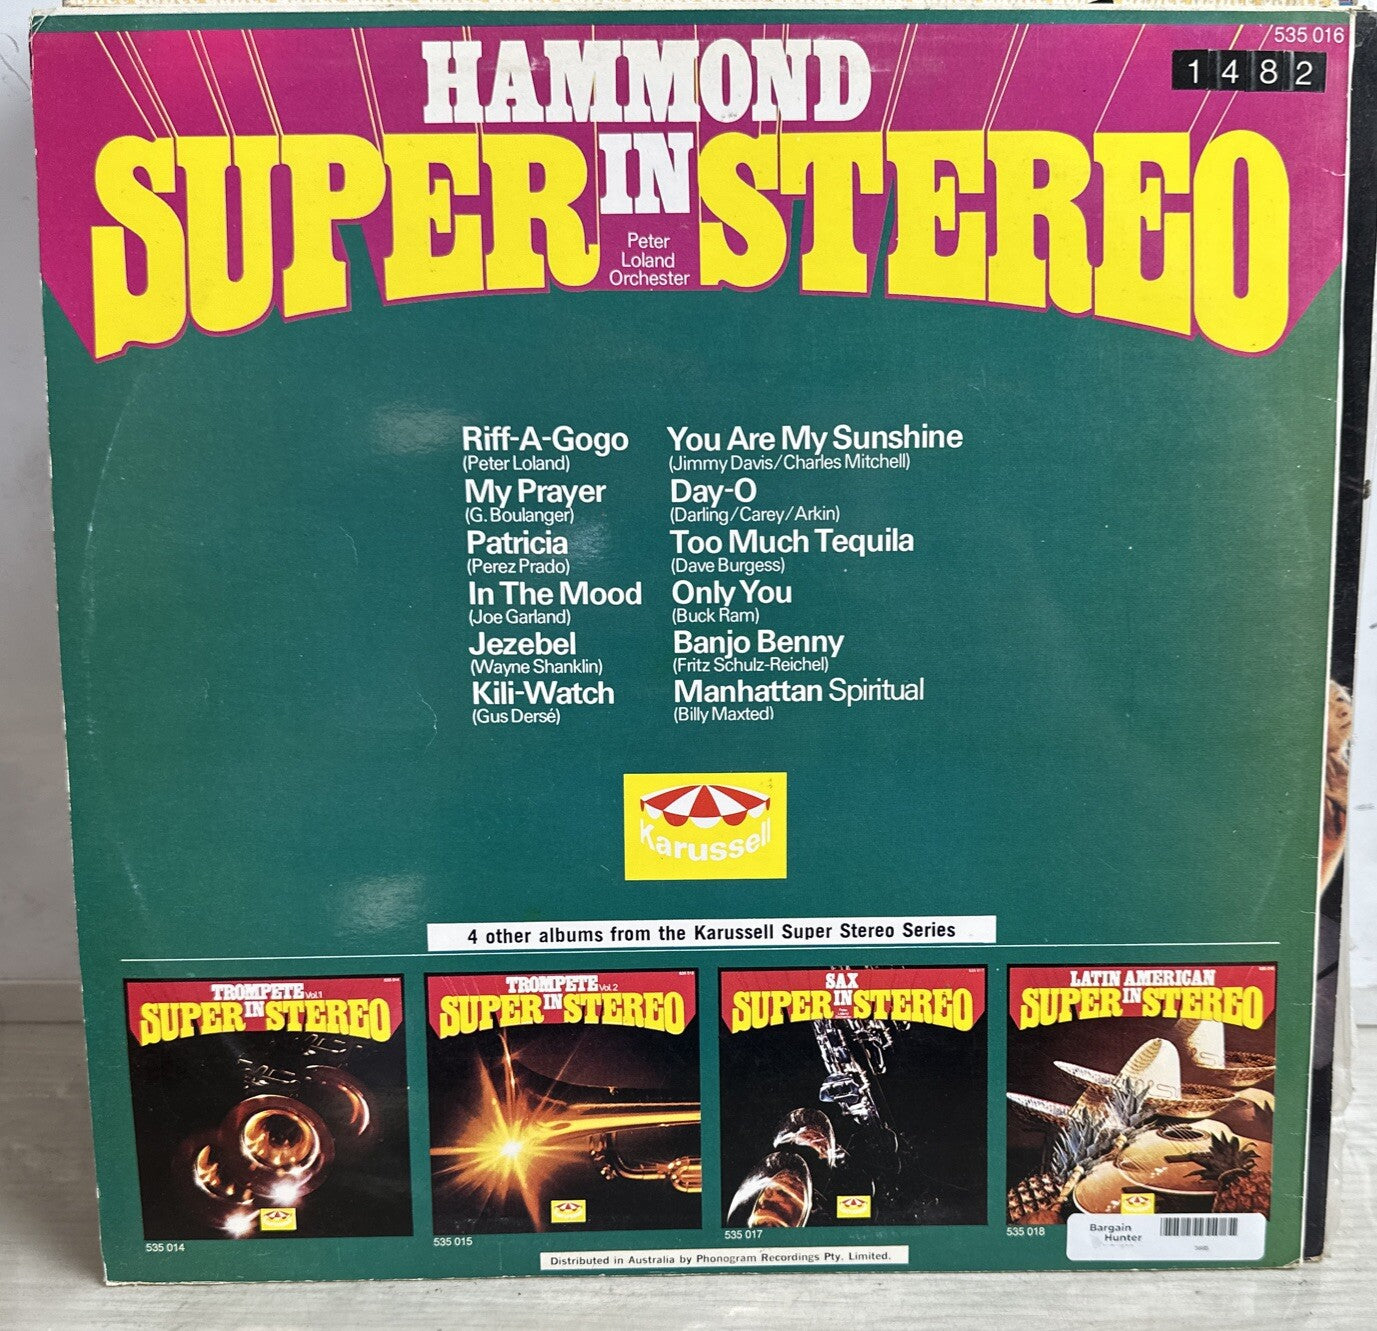 535 016
1 4 8 2
HAMMOND
SUPER IN STEREO
Peter
Loland
Orchester
Riff-A-Gogo
(Peter Loland)
My Prayer
(G. Boulanger)
Patricia
(Perez Prado)
In The Mood
(Joe Garland)
Jezebel
(Wayne Shanklin)
Kili-Watch
(Gus Dersé)
You Are My Sunshine
(Jimmy Davis/Charles Mitchell)
Day-O
(Darling/Carey/Arkin)
Too Much Tequila
(Dave Burgess)
Only You
(Buck Ram)
Banjo Benny
(Fritz Schulz-Reichel)
Manhattan Spiritual
(Billy Maxted)
Karussell
4 other albums from the Karussell Super Stereo Series
TROMPETE Vol.1
SUPER IN STEREO
535 014
TROMPETE Vol.2
SUPER IN STEREO
535 015
SAX
SUPER IN STEREO
535 017
LATIN AMERICAN
SUPER IN STEREO
535 018
Bargain
Hunter
Distributed in Australia by Phonogram Recordings Pty. Limited.